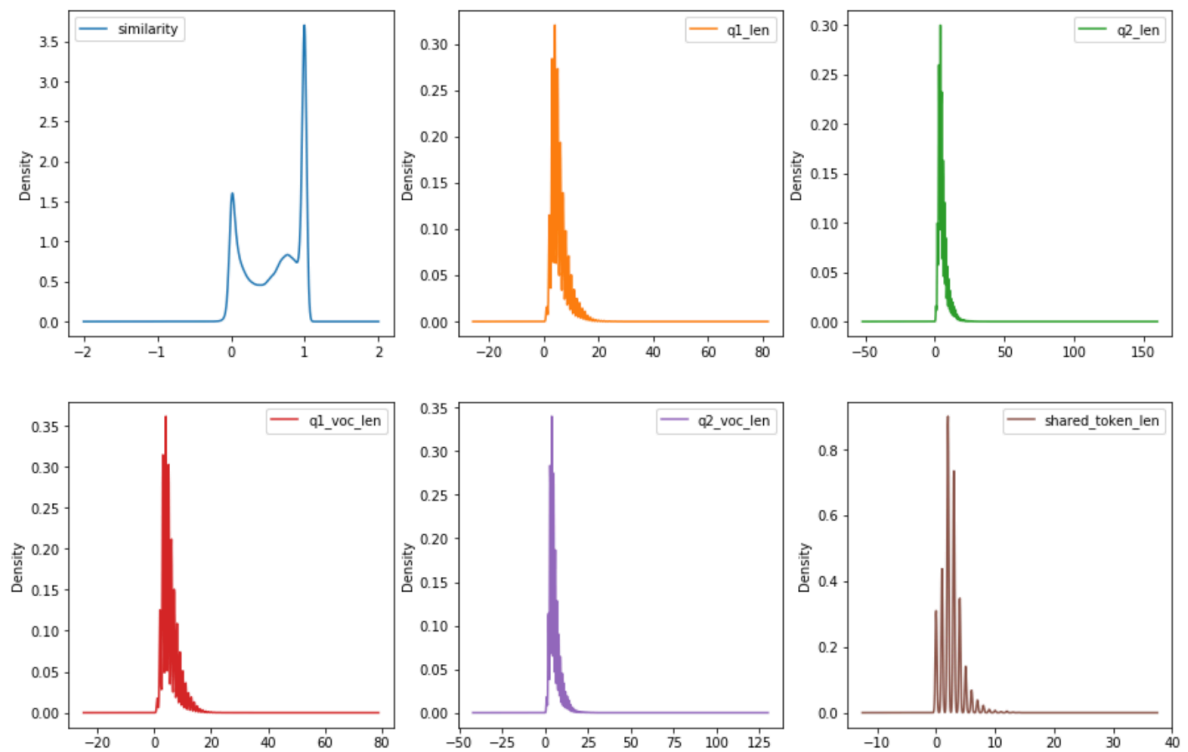 similarity
Density
3.5
3.0
2.5
2.0
1.5
1.0
0.5
0.0
−2 −1 0 1 2
q1_len
Density
0.30
0.25
0.20
0.15
0.10
0.05
0.00
−20 0 20 40 60 80
q2_len
Density
0.30
0.25
0.20
0.15
0.10
0.05
0.00
−50 0 50 100 150
q1_voc_len
Density
0.35
0.30
0.25
0.20
0.15
0.10
0.05
0.00
−20 0 20 40 60 80
q2_voc_len
Density
0.35
0.30
0.25
0.20
0.15
0.10
0.05
0.00
−50 −25 0 25 50 75 100 125
shared_token_len
Density
0.8
0.6
0.4
0.2
0.0
−10 0 10 20 30 40